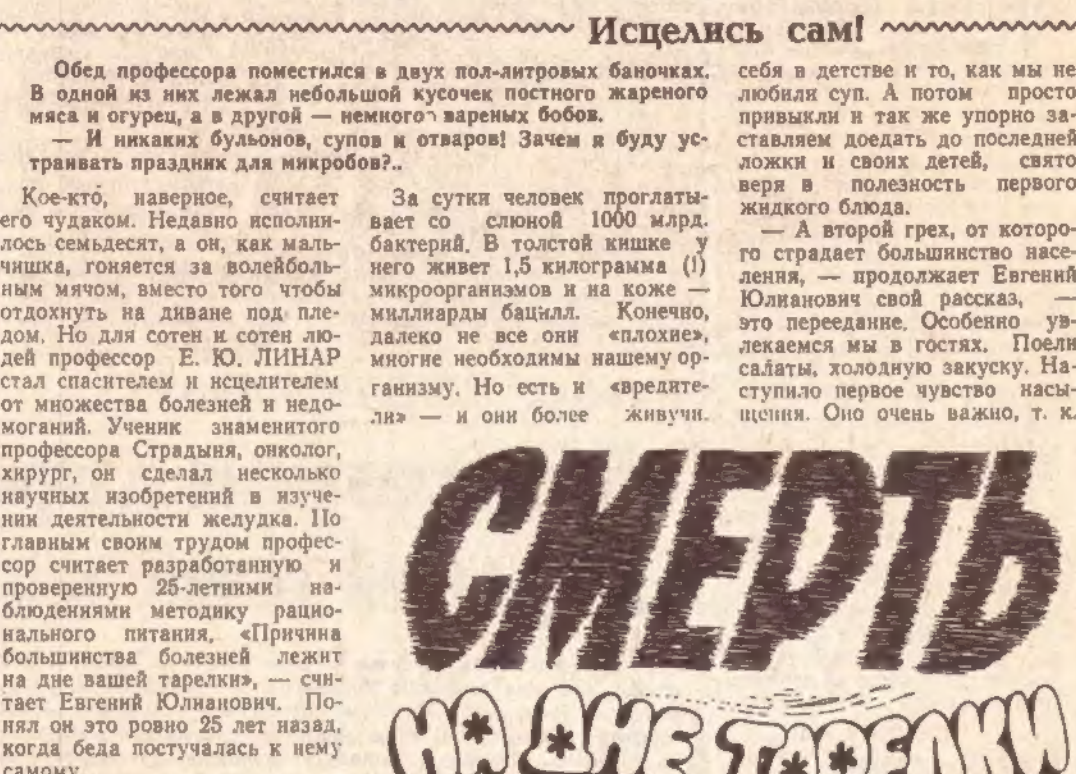 Исцелись сам!
Обед профессора поместился в двух пол-литровых баночках.
В одной из них лежал небольшой кусочек постного жареного
мяса и огурец, а в другой — немного вареных бобов.
— И никаких бульонов, супов и отваров! Зачем я буду ус-
траивать праздник для микробов?..
Кое-кто, наверное, считает
его чудаком. Недавно исполни-
лось семьдесят, а он, как маль-
чишка, гоняется за волейболь-
ным мячом, вместо того чтобы
отдохнуть на диване под пле-
дом. Но для сотен и сотен лю-
дей профессор Е. Ю. ЛИНАР
стал спасителем и исцелителем
от множества болезней и недо-
моганий. Ученик знаменитого
профессора Страдыня, онколог,
хирург, он сделал несколько
научных изобретений в изуче-
нии деятельности желудка. Но
главным своим трудом профес-
сор считает разработанную и
проверенную 25-летними на-
блюдениями методику рацио-
нального питания. «Причина
большинства болезней лежит
на дне вашей тарелки», — счи-
тает Евгений Юлианович. По-
нял он это ровно 25 лет назад,
когда беда постучалась к нему
самому.
За сутки человек проглаты-
вает со слюной 1000 млрд.
бактерий. В толстой кишке у
него живет 1,5 килограмма (!)
микроорганизмов и на коже —
миллиарды бацилл. Конечно,
далеко не все они «плохие»,
многие необходимы нашему ор-
ганизму. Но есть и «вредите-
ли» — и они более живучи.
себя в детстве и то, как мы не
любили суп. А потом просто
привыкли и так же упорно за-
ставляем доедать до последней
ложки и своих детей, свято
веря в полезность первого
жидкого блюда.
— А второй грех, от которо-
го страдает большинство насе-
ления, — продолжает Евгений
Юлианович свой рассказ, —
это переедание. Особенно ув-
лекаемся мы в гостях. Поели
салаты, холодную закуску. На-
ступило первое чувство насы-
щения. Оно очень важно, т. к.
СМЕРТЬ
НА ДНЕ ТАРЕЛКИ